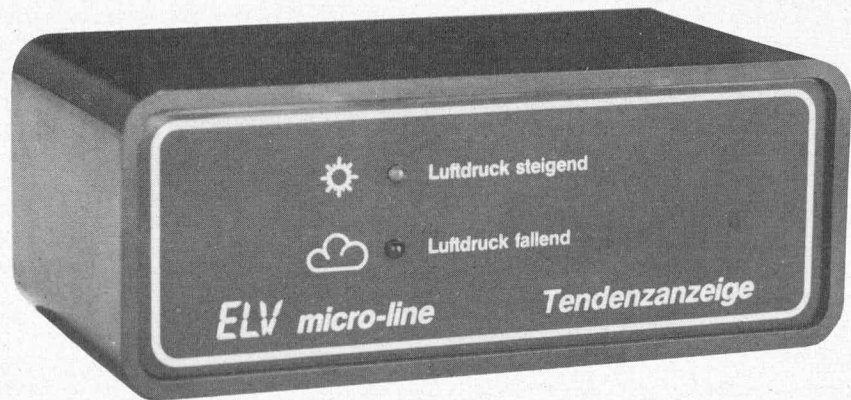 Luftdruck steigend
Luftdruck fallend
ELV micro-line Tendenzanzeige